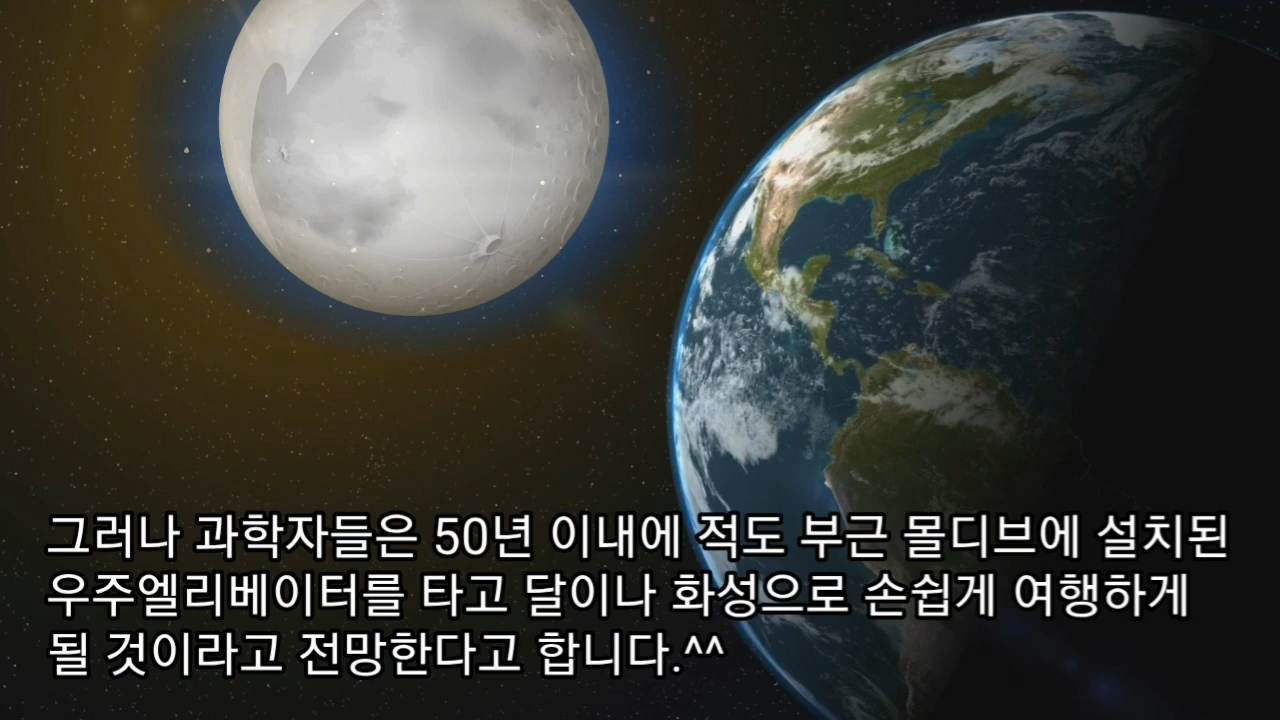 그러나 과학자들은 50년 이내에 적도 부근 몰디브에 설치된
우주엘리베이터를 타고 달이나 화성으로 손쉽게 여행하게
될 것이라고 전망한다고 합니다.^^